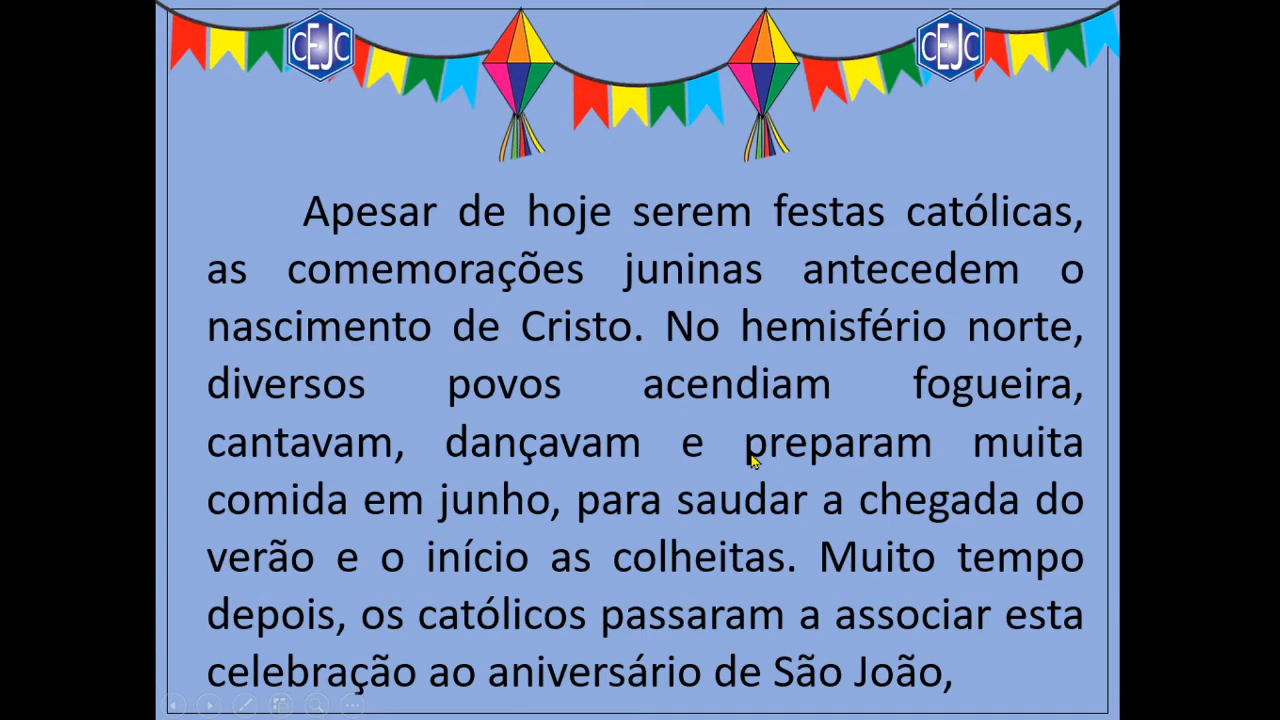 CEJC CEJC
Apesar de hoje serem festas católicas,
as comemorações juninas antecedem o
nascimento de Cristo. No hemisfério norte,
diversos povos acendiam fogueira,
cantavam, dançavam e preparam muita
comida em junho, para saudar a chegada do
verão e o início as colheitas. Muito tempo
depois, os católicos passaram a associar esta
celebração ao aniversário de São João,